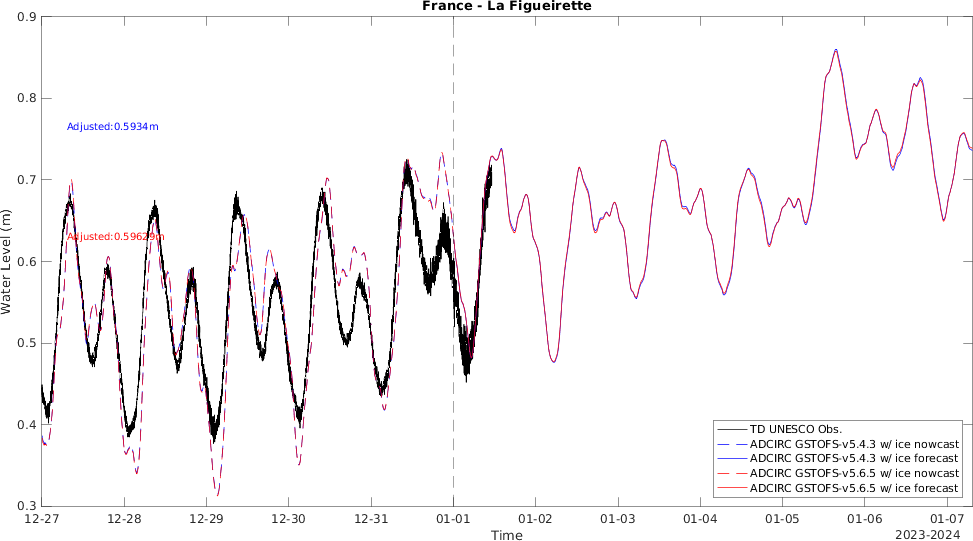 France - La Figueirette
0.9
0.8
0.7
0.6
0.5
0.4
0.3
Water Level (m)
Adjusted:0.5934m
Adjusted:0.59629m
TD UNESCO Obs.
ADCIRC GSTOFS-v5.4.3 w/ ice nowcast
ADCIRC GSTOFS-v5.4.3 w/ ice forecast
ADCIRC GSTOFS-v5.6.5 w/ ice nowcast
ADCIRC GSTOFS-v5.6.5 w/ ice forecast
12-27 12-28 12-29 12-30 12-31 01-01 01-02 01-03 01-04 01-05 01-06 01-07
Time
2023-2024